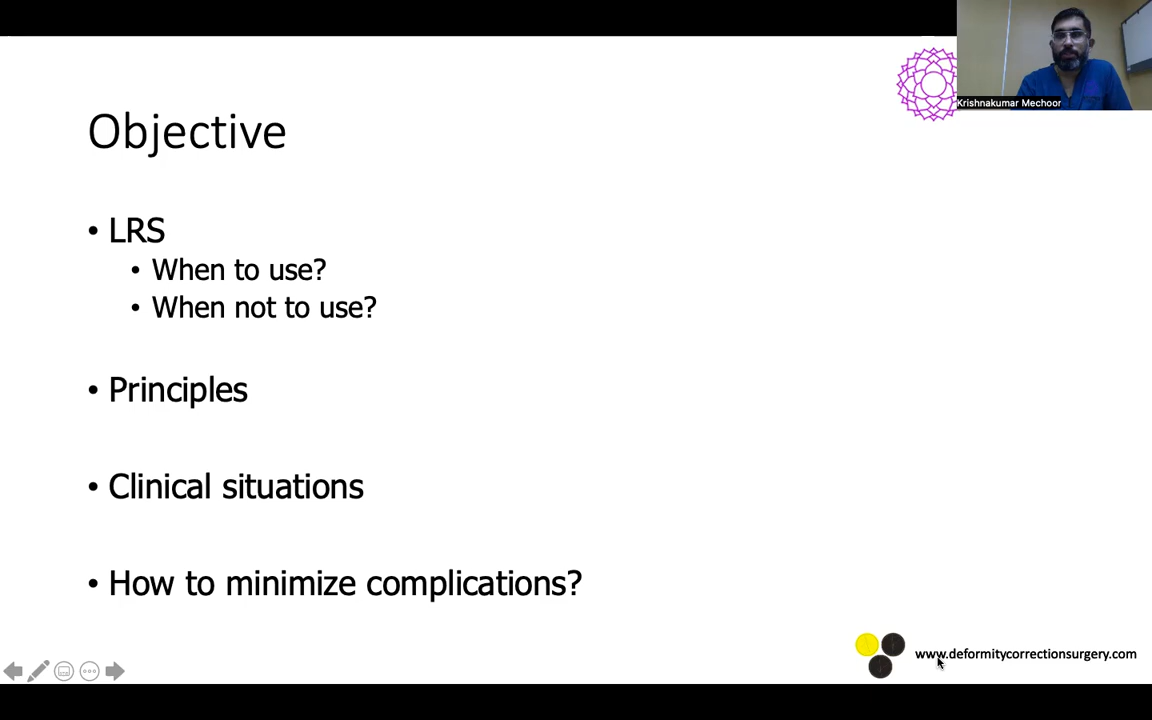 Krishnakumar Mechoor
Objective
• LRS
• When to use?
• When not to use?
• Principles
• Clinical situations
• How to minimize complications?
www.deformitycorrectionsurgery.com